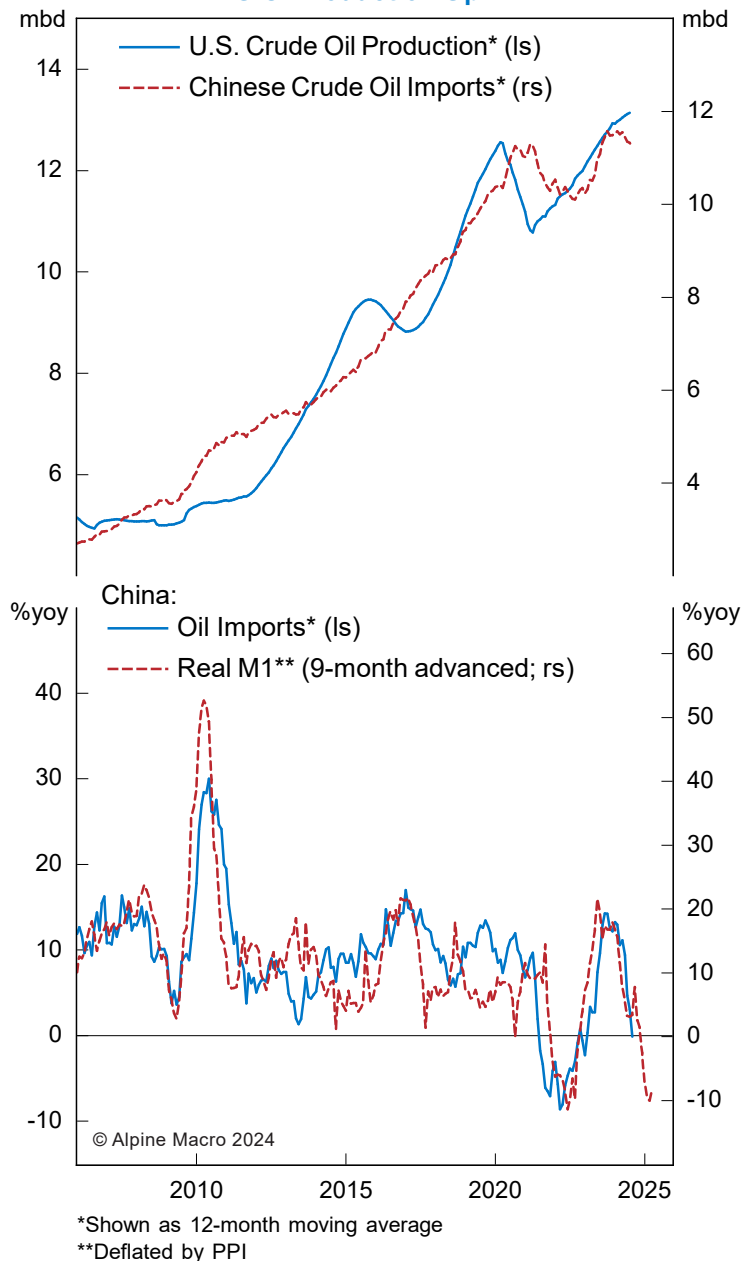 mbd
mbd
U.S. Crude Oil Production* (ls)
Chinese Crude Oil Imports* (rs)
14
12
10
8
6
12
10
8
6
4
China:
%yoy
%yoy
Oil Imports* (ls)
Real M1** (9-month advanced; rs)
40
30
20
10
0
-10
60
50
40
30
20
10
0
-10
© Alpine Macro 2024
2010
2015
2020
2025
*Shown as 12-month moving average
**Deflated by PPI